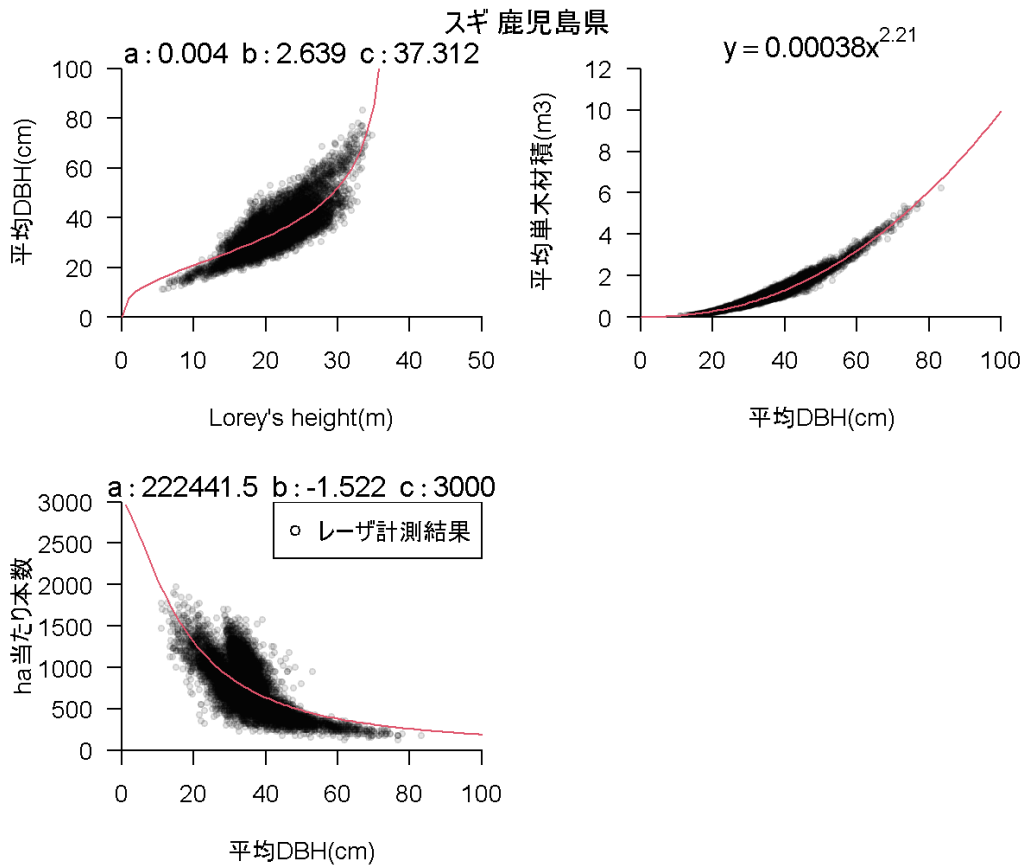 スギ 鹿児島県
a : 0.004 b : 2.639 c : 37.312
平均DBH(cm)
100
80
60
40
20
0
0 10 20 30 40 50
Lorey's height(m)
y = 0.00038x^2.21
平均単木材積(m3)
12
10
8
6
4
2
0
0 20 40 60 80 100
平均DBH(cm)
a : 222441.5 b : -1.522 c : 3000
ha当たり本数
3000
2500
2000
1500
1000
500
0
レーザ計測結果
0 20 40 60 80 100
平均DBH(cm)